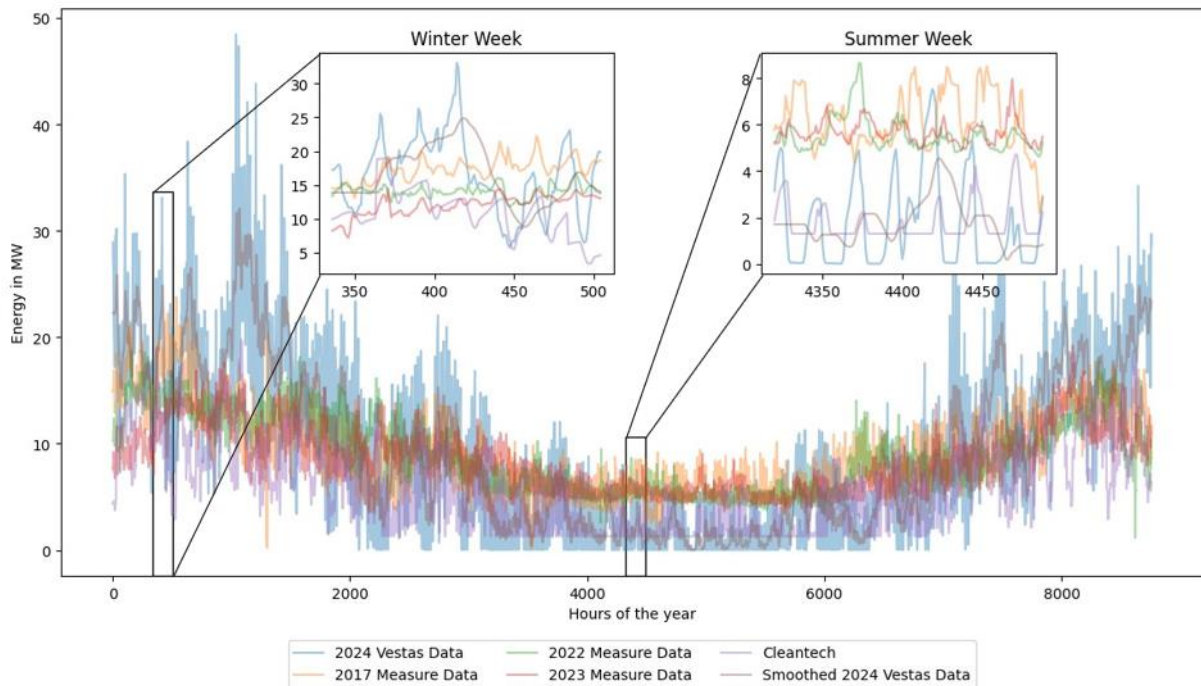 Winter Week
Summer Week
50
40
30
20
10
0
Energy in MW
30
25
20
15
10
5
350 400 450 500
8
6
4
2
0
4350 4400 4450
0 2000 4000 6000 8000
Hours of the year
2024 Vestas Data 2022 Measure Data Cleantech
2017 Measure Data 2023 Measure Data Smoothed 2024 Vestas Data